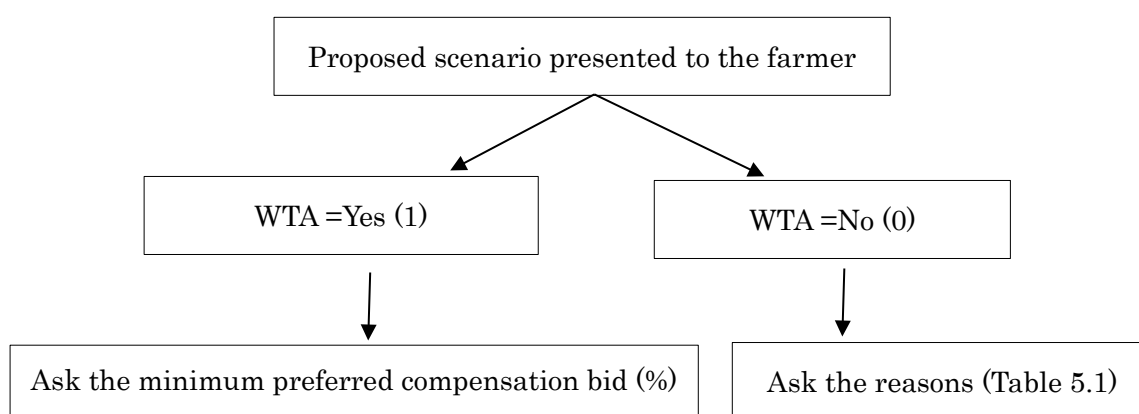 Proposed scenario presented to the farmer
WTA =Yes (1)
WTA =No (0)
Ask the minimum preferred compensation bid (%)
Ask the reasons (Table 5.1)